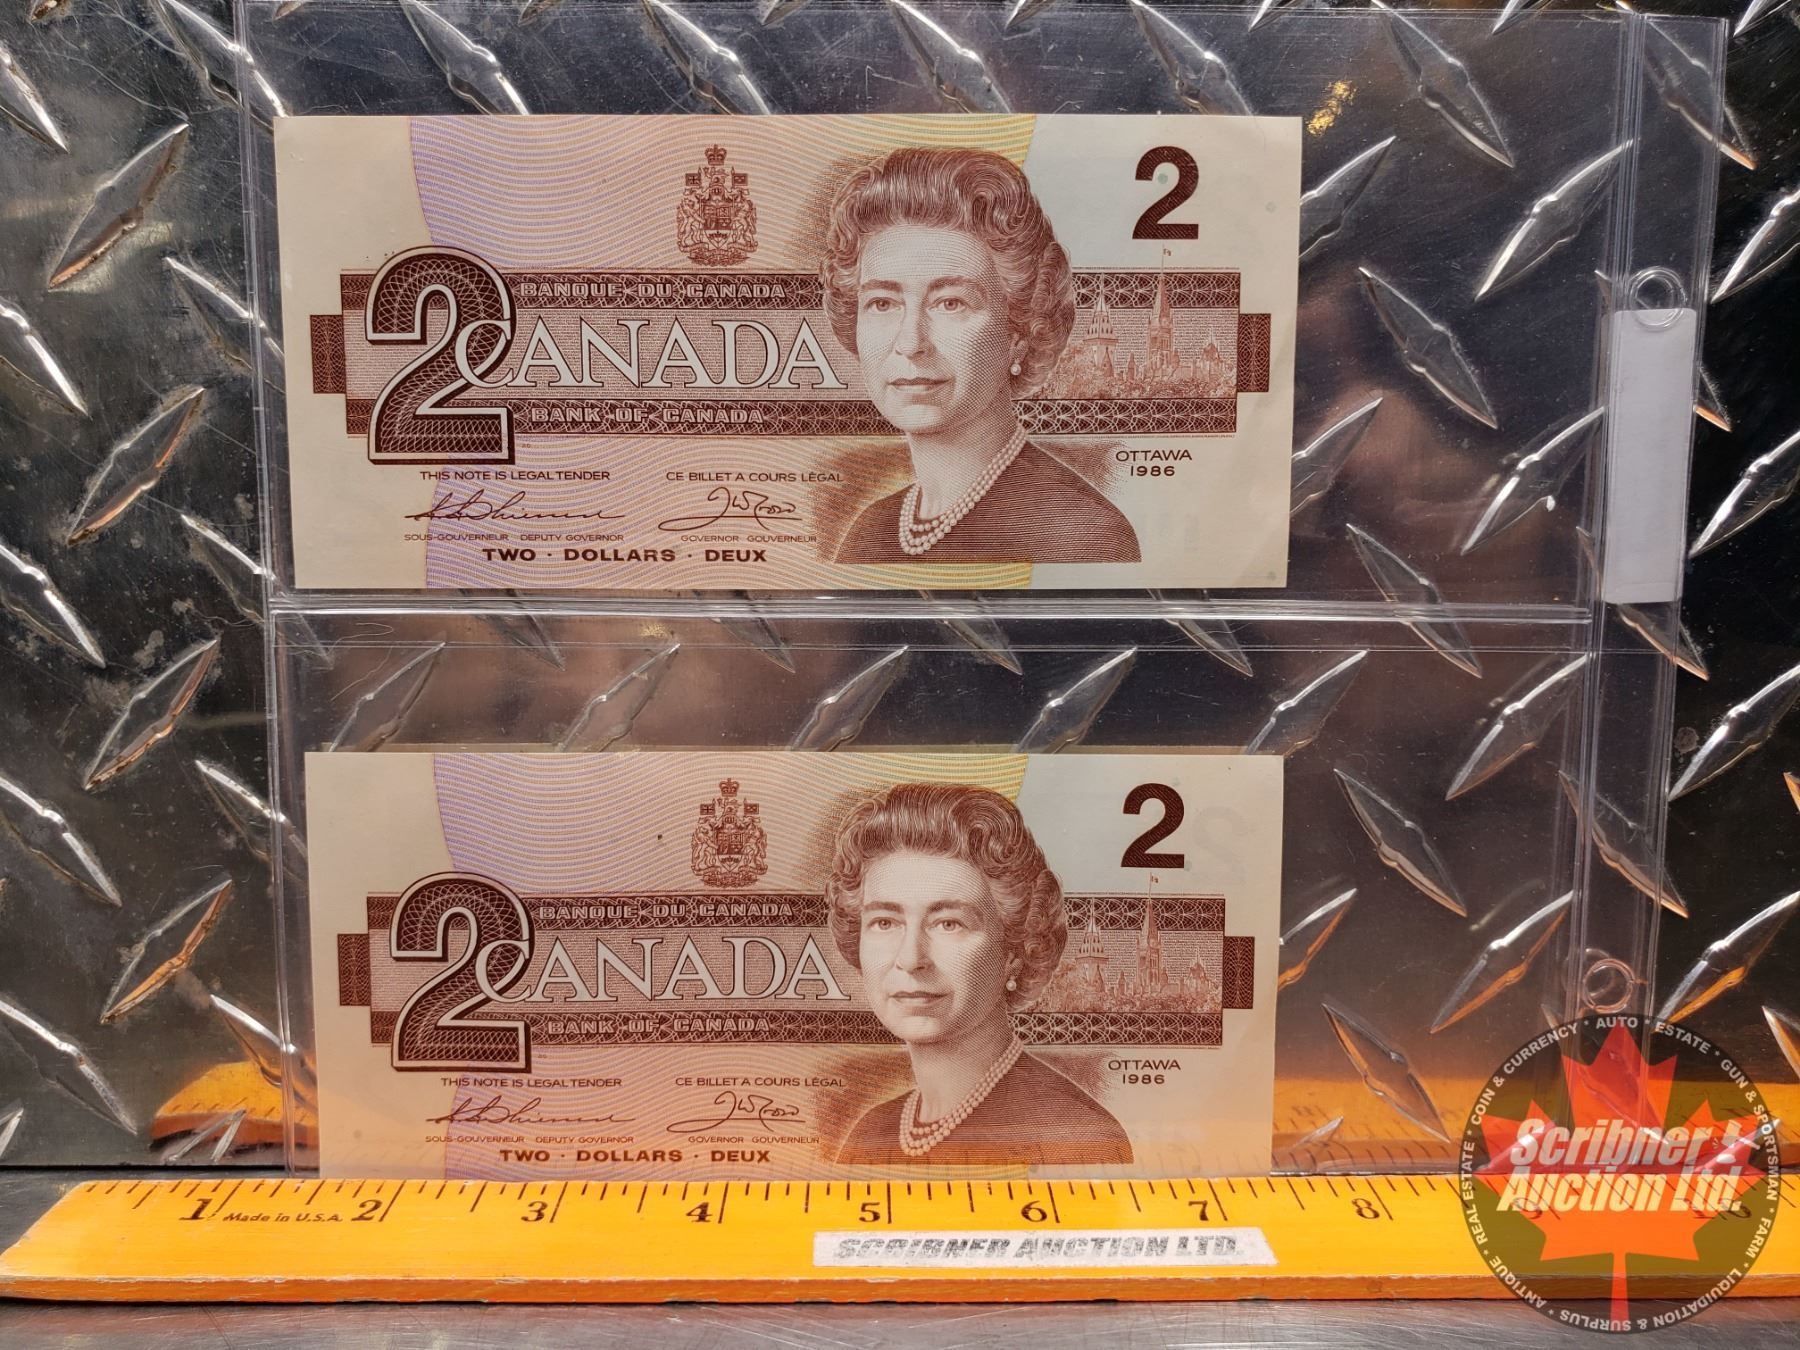 2
BANQUE DU CANADA
2
CANADA
BANK OF CANADA
OTTAWA
1986
THIS NOTE IS LEGAL TENDER
CE BILLET A COURS LÉGAL
SOUS-GOUVERNEUR DEPUTY GOVERNOR
GOVERNOR GOUVERNEUR
TWO · DOLLARS · DEUX
2
BANQUE DU CANADA
2
CANADA
BANK OF CANADA
OTTAWA
1986
THIS NOTE IS LEGAL TENDER
CE BILLET A COURS LÉGAL
SOUS-GOUVERNEUR DEPUTY GOVERNOR
GOVERNOR GOUVERNEUR
TWO · DOLLARS · DEUX
1 Made in U.S.A. 2 3 4 5 6 7 8
SCRIBNER AUCTION LTD.
ANTIQUE * REAL ESTATE * COIN & CURRENCY * AUTO * ESTATE * GUN & SPORTSMAN * FARM * LIQUIDATION & SURPLUS *
Scribner
Auction Ltd.